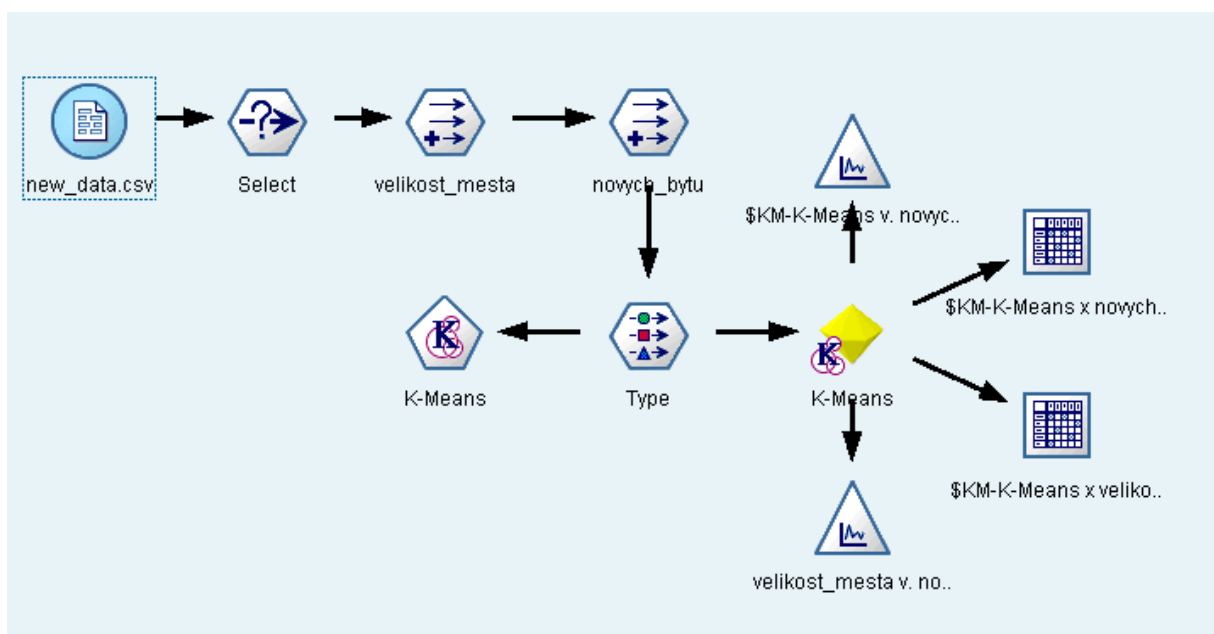 new_data.csv
Select
velikost_mesta
novych_bytu
$KM-K-Means v. novyc..
$KM-K-Means x novych..
K-Means
Type
K-Means
$KM-K-Means x veliko..
velikost_mesta v. no..